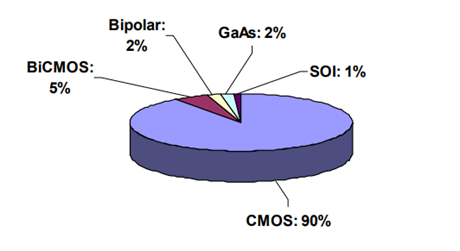 Bipolar:
2%
GaAs: 2%
BiCMOS:
5%
SOI: 1%
CMOS: 90%